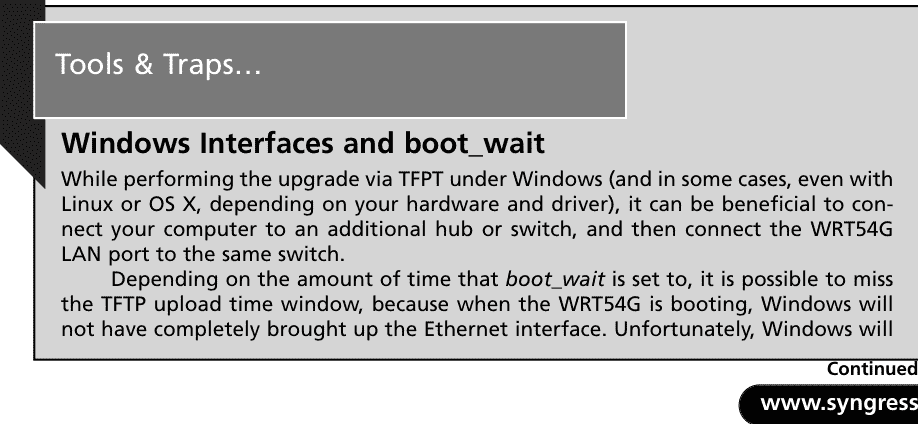 Tools & Traps…
Windows Interfaces and boot_wait
While performing the upgrade via TFPT under Windows (and in some cases, even with
Linux or OS X, depending on your hardware and driver), it can be beneficial to con-
nect your computer to an additional hub or switch, and then connect the WRT54G
LAN port to the same switch.
Depending on the amount of time that boot_wait is set to, it is possible to miss
the TFTP upload time window, because when the WRT54G is booting, Windows will
not have completely brought up the Ethernet interface. Unfortunately, Windows will
Continued
www.syngress